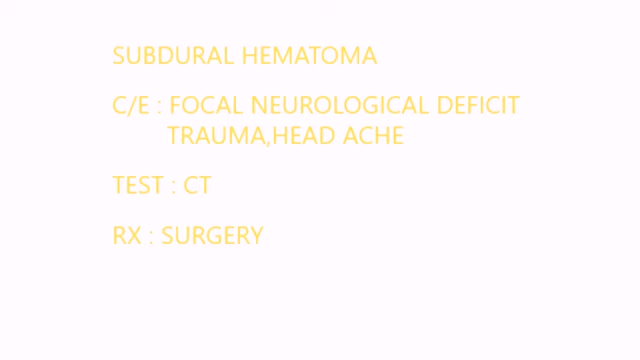 SUBDURAL HEMATOMA
C/E : FOCAL NEUROLOGICAL DEFICIT
TRAUMA,HEAD ACHE
TEST : CT
RX : SURGERY